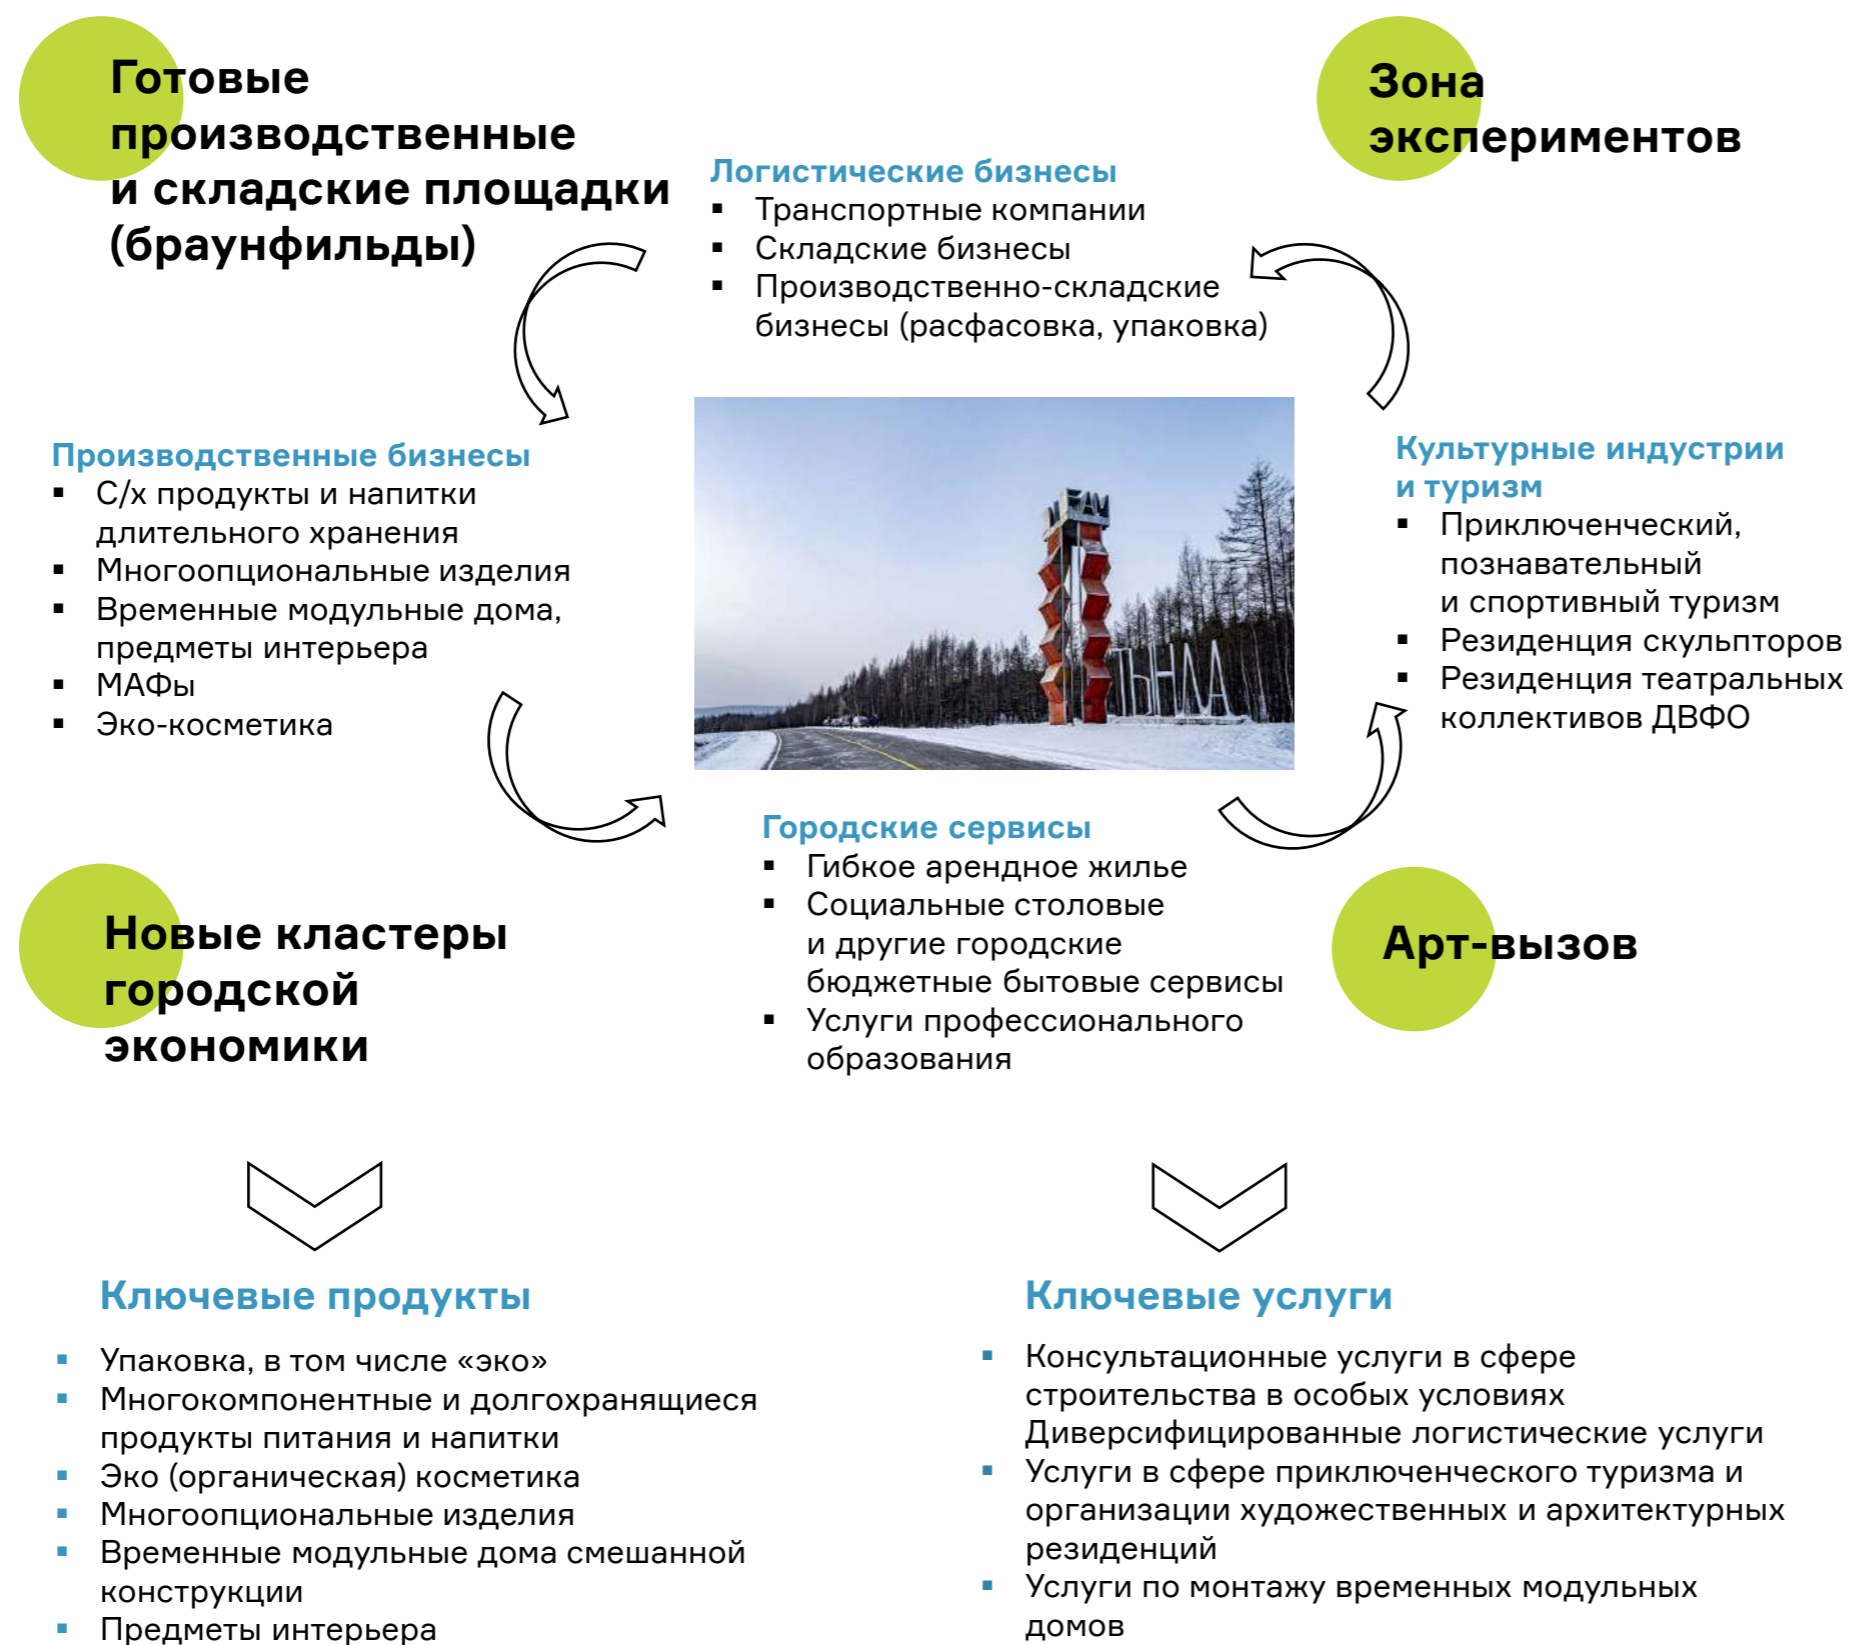 Готовые
производственные
и складские площадки
(браунфильды)
Зона
экспериментов
Логистические бизнесы
▪ Транспортные компании
▪ Складские бизнесы
▪ Производственно-складские
бизнесы (расфасовка, упаковка)
Производственные бизнесы
▪ С/х продукты и напитки
длительного хранения
▪ Многоопциональные изделия
▪ Временные модульные дома,
предметы интерьера
▪ МАФы
▪ Эко-косметика
БАМ
ТЫНДА
Культурные индустрии
и туризм
▪ Приключенческий,
познавательный
и спортивный туризм
▪ Резиденция скульпторов
▪ Резиденция театральных
коллективов ДВФО
Городские сервисы
▪ Гибкое арендное жилье
▪ Социальные столовые
и другие городские
бюджетные бытовые сервисы
▪ Услуги профессионального
образования
Новые кластеры
городской
экономики
Арт-вызов
Ключевые продукты
▪ Упаковка, в том числе «эко»
▪ Многокомпонентные и долгохранящиеся
продукты питания и напитки
▪ Эко (органическая) косметика
▪ Многоопциональные изделия
▪ Временные модульные дома смешанной
конструкции
▪ Предметы интерьера
Ключевые услуги
▪ Консультационные услуги в сфере
строительства в особых условиях
Диверсифицированные логистические услуги
▪ Услуги в сфере приключенческого туризма и
организации художественных и архитектурных
резиденций
▪ Услуги по монтажу временных модульных
домов